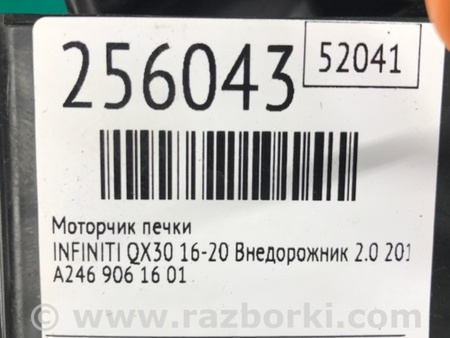 256043
52041
Моторчик печки
INFINITI QX30 16-20 Внедорожник 2.0 201
A246 906 16 01
www.razborki.com